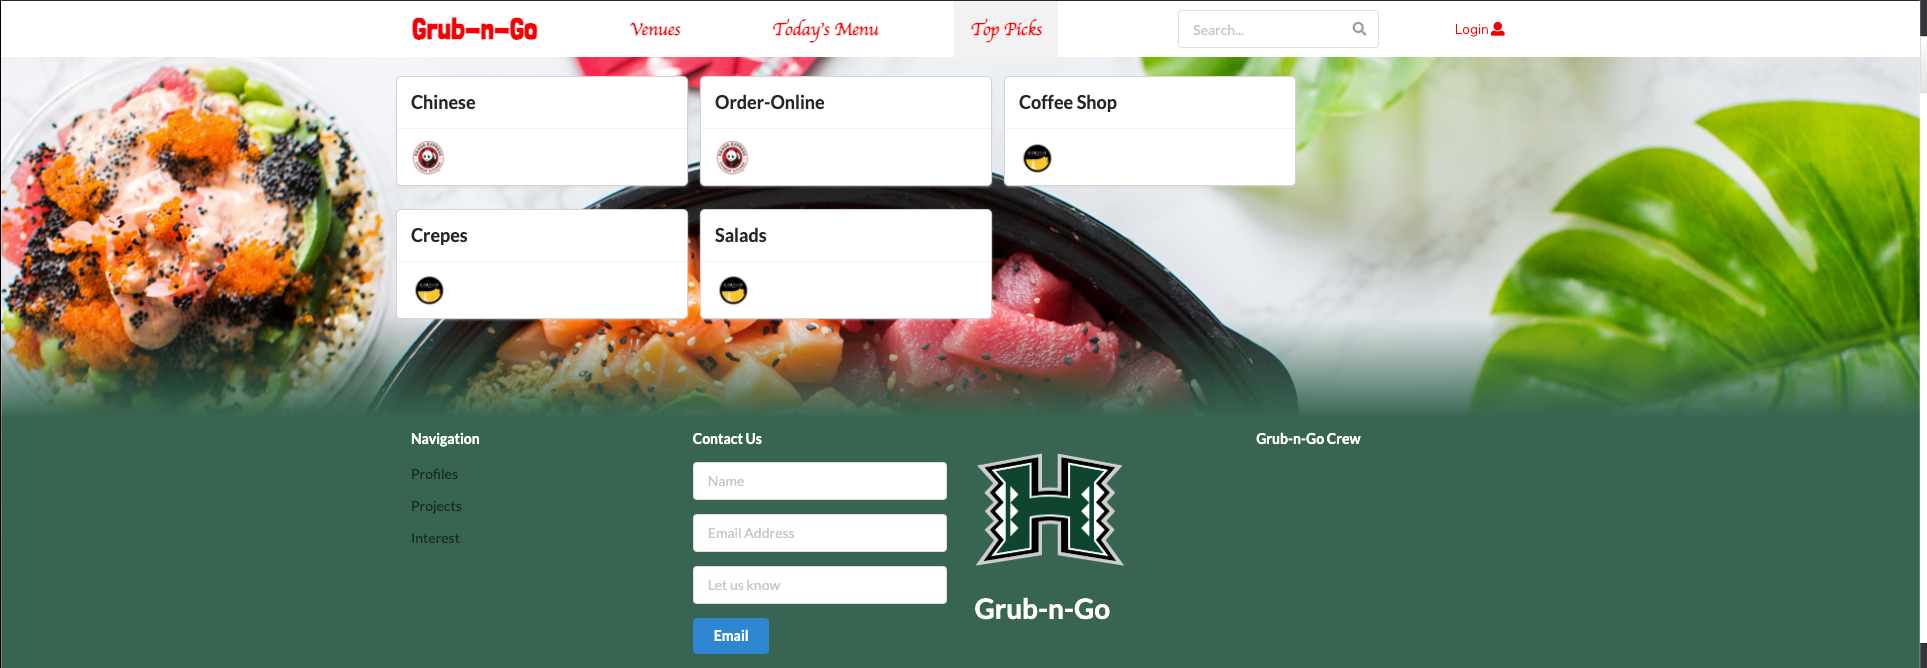 Grub-n-Go
Venues
Today's Menu
Top Picks
Search...
Login
Chinese
Order-Online
Coffee Shop
Crepes
Salads
Navigation
Profiles
Projects
Interest
Contact Us
Name
Email Address
Let us know
Email
H
Grub-n-Go
Grub-n-Go Crew